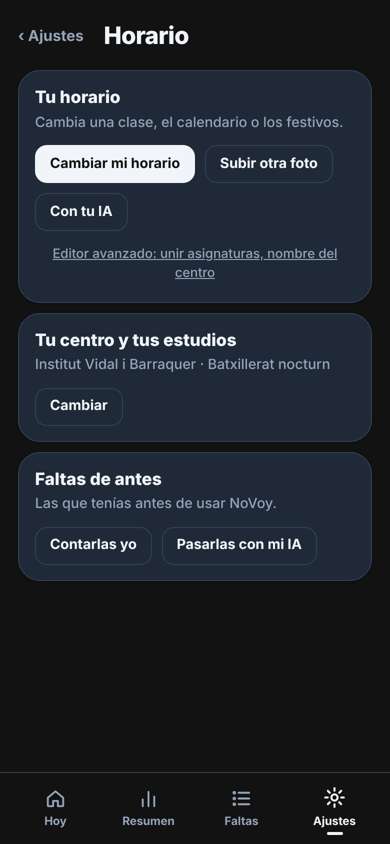 ‹ Ajustes Horario
Tu horario
Cambia una clase, el calendario o los festivos.
Cambiar mi horario
Subir otra foto
Con tu IA
Editor avanzado: unir asignaturas, nombre del
centro
Tu centro y tus estudios
Institut Vidal i Barraquer · Batxillerat nocturn
Cambiar
Faltas de antes
Las que tenías antes de usar NoVoy.
Contarlas yo
Pasarlas con mi IA
Hoy
Resumen
Faltas
Ajustes